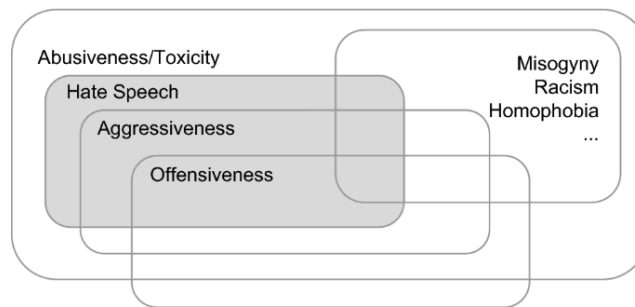 Abusiveness/Toxicity
Hate Speech
Aggressiveness
Offensiveness
Misogyny
Racism
Homophobia
...